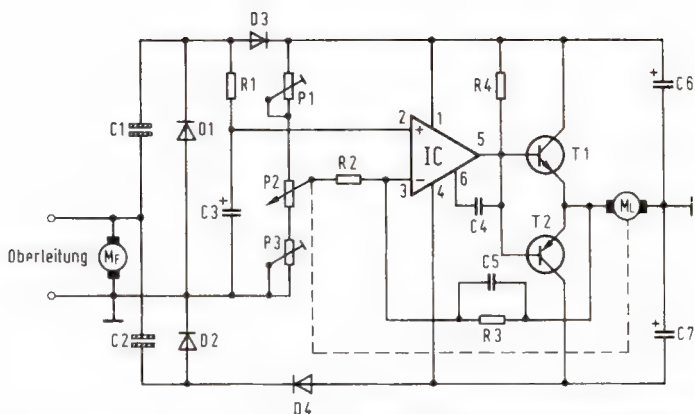 D3
R1
P1
R4
C6
C1
D1
2
1
+
IC
5
T1
P2
R2
−
3
4
6
C3
C4
ML
Oberleitung
MF
P3
T2
C5
R3
C2
D2
C7
D4